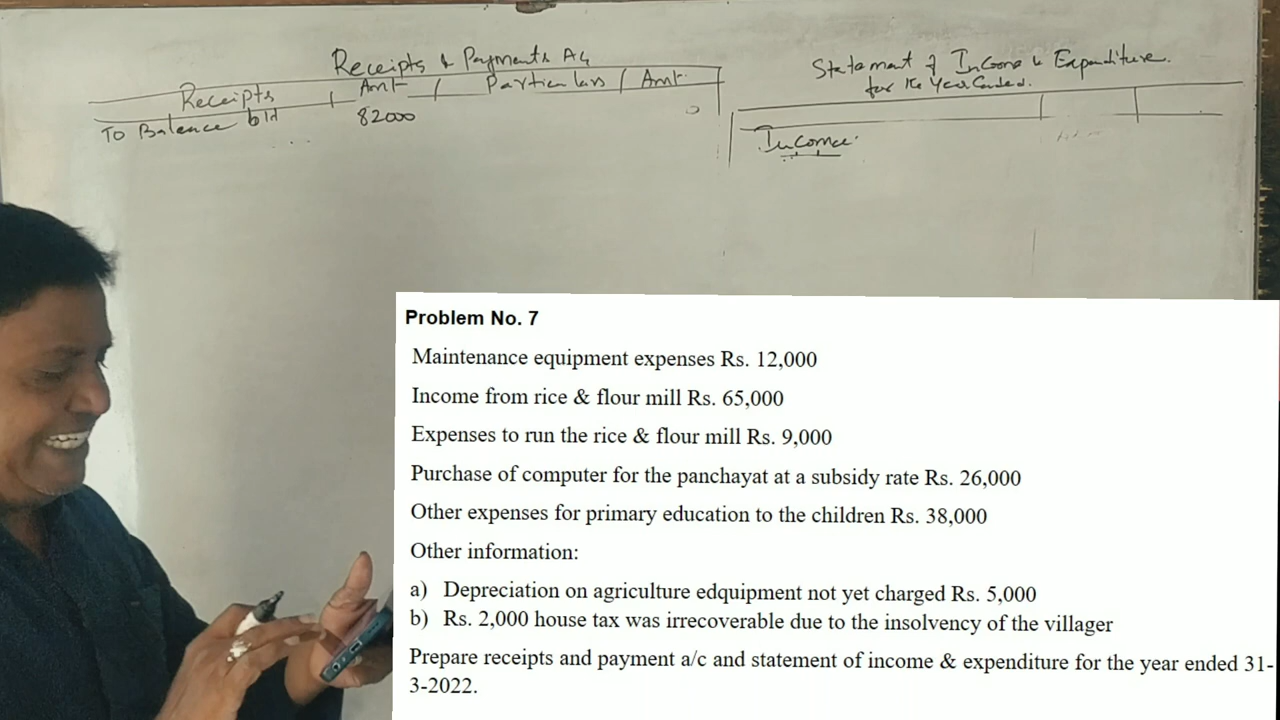 Receipts & Payments A/c
Receipts Amt Particulars Amt
To Balance b/d 82000
Statement of Income & Expenditure
for the Year Ended.
Income
Problem No. 7
Maintenance equipment expenses Rs. 12,000
Income from rice & flour mill Rs. 65,000
Expenses to run the rice & flour mill Rs. 9,000
Purchase of computer for the panchayat at a subsidy rate Rs. 26,000
Other expenses for primary education to the children Rs. 38,000
Other information:
a) Depreciation on agriculture edquipment not yet charged Rs. 5,000
b) Rs. 2,000 house tax was irrecoverable due to the insolvency of the villager
Prepare receipts and payment a/c and statement of income & expenditure for the year ended 31-
3-2022.